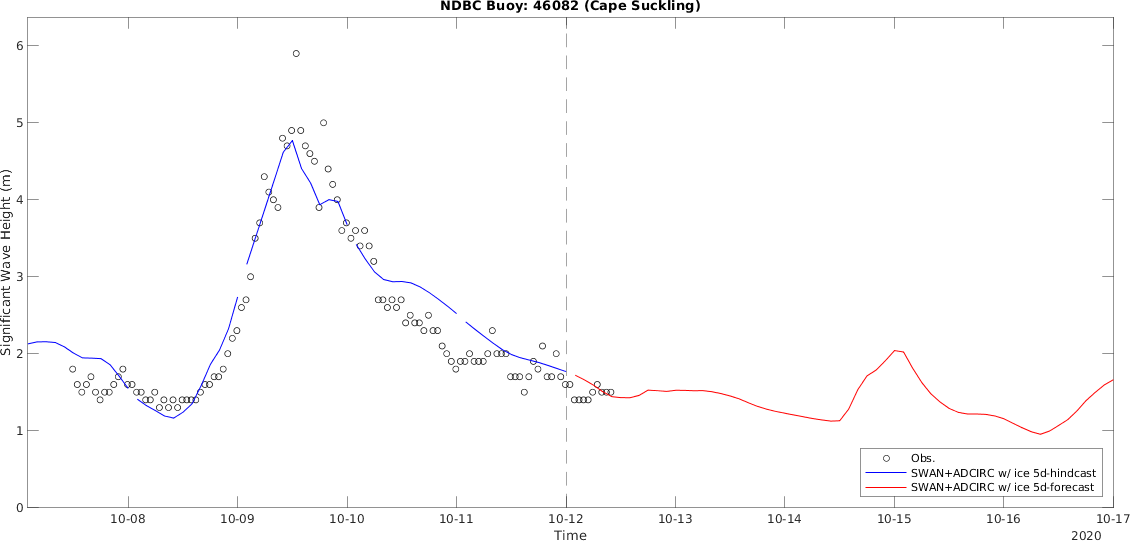 NDBC Buoy: 46082 (Cape Suckling)
Significant Wave Height (m)
6
5
4
3
2
1
0
Obs.
SWAN+ADCIRC w/ ice 5d-hindcast
SWAN+ADCIRC w/ ice 5d-forecast
10-08 10-09 10-10 10-11 10-12 10-13 10-14 10-15 10-16 10-17
Time
2020